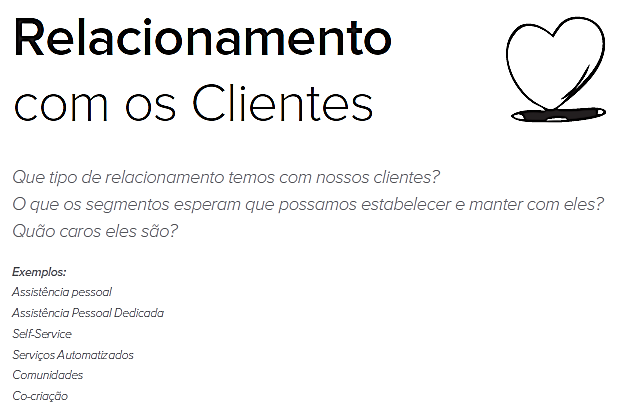 Relacionamento
com os Clientes
Que tipo de relacionamento temos com nossos clientes?
O que os segmentos esperam que possamos estabelecer e manter com eles?
Quão caros eles são?
Exemplos:
Assistência pessoal
Assistência Pessoal Dedicada
Self-Service
Serviços Automatizados
Comunidades
Co-criação